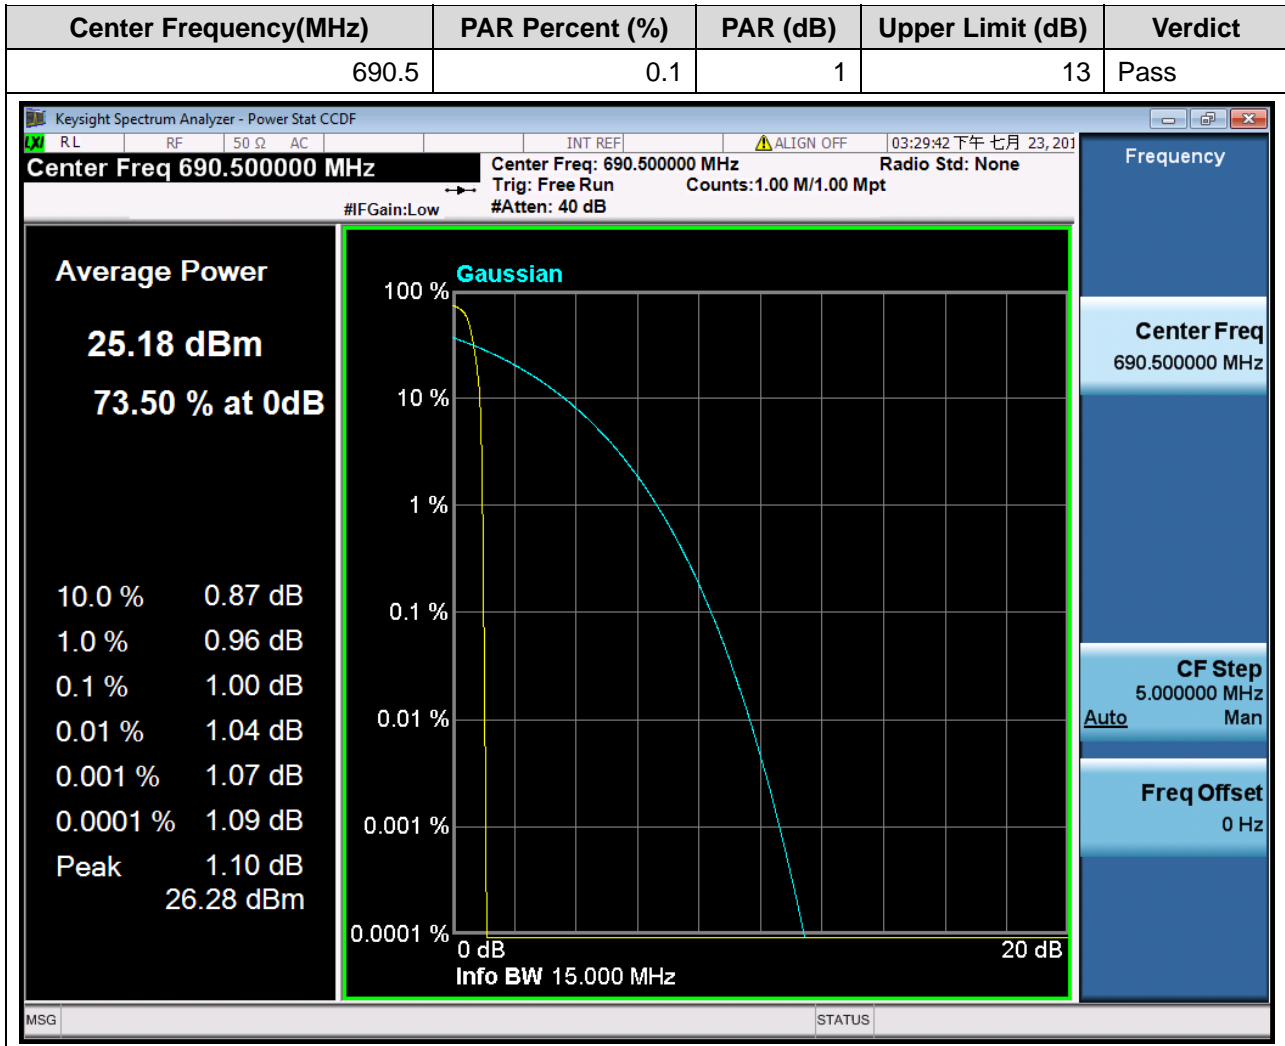 Center Frequency(MHz) PAR Percent (%) PAR (dB) Upper Limit (dB) Verdict
690.5 0.1 1 13 Pass
Keysight Spectrum Analyzer - Power Stat CCDF
LXI RL RF 50 Ω AC INT REF ALIGN OFF 03:29:42 下午 七月 23, 201
Center Freq 690.500000 MHz
Center Freq: 690.500000 MHz Radio Std: None
Trig: Free Run Counts:1.00 M/1.00 Mpt
#IFGain:Low #Atten: 40 dB
Average Power
25.18 dBm
73.50 % at 0dB
10.0 % 0.87 dB
1.0 % 0.96 dB
0.1 % 1.00 dB
0.01 % 1.04 dB
0.001 % 1.07 dB
0.0001 % 1.09 dB
Peak 1.10 dB
26.28 dBm
Gaussian
100 %
10 %
1 %
0.1 %
0.01 %
0.001 %
0.0001 %
0 dB 20 dB
Info BW 15.000 MHz
Frequency
Center Freq
690.500000 MHz
CF Step
5.000000 MHz
Auto Man
Freq Offset
0 Hz
MSG STATUS